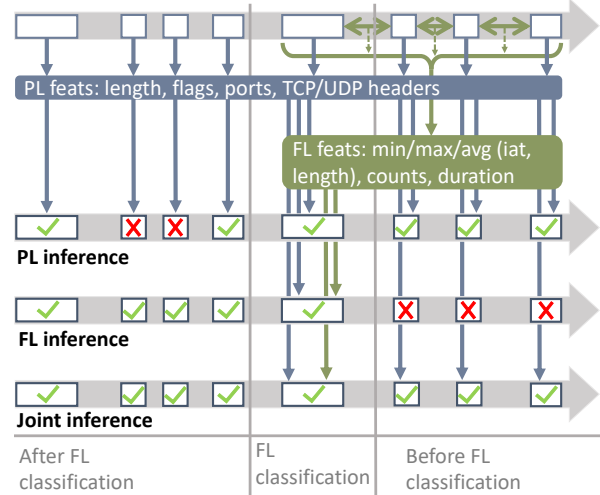 PL feats: length, flags, ports, TCP/UDP headers
FL feats: min/max/avg (iat,
length), counts, duration
PL inference
FL inference
Joint inference
After FL
classification
FL
classification
Before FL
classification